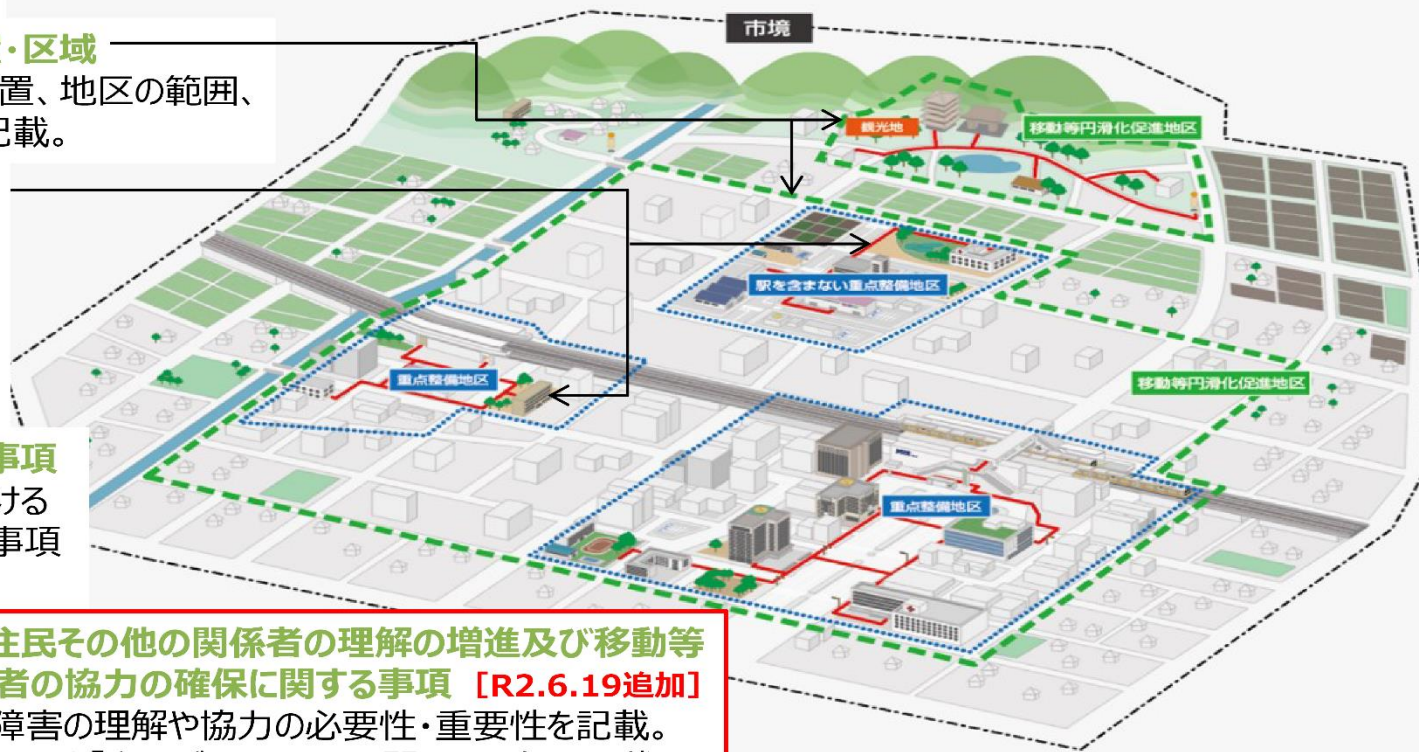 市境
・区域
置、地区の範囲、
記載。
観光地
移動等円滑化促進地区
駅を含まない重点整備地区
重点整備地区
移動等円滑化促進地区
事項
ける
事項
重点整備地区
住民その他の関係者の理解の増進及び移動等
者の協力の確保に関する事項 [R2.6.19追加]
障害の理解や協力の必要性・重要性を記載。